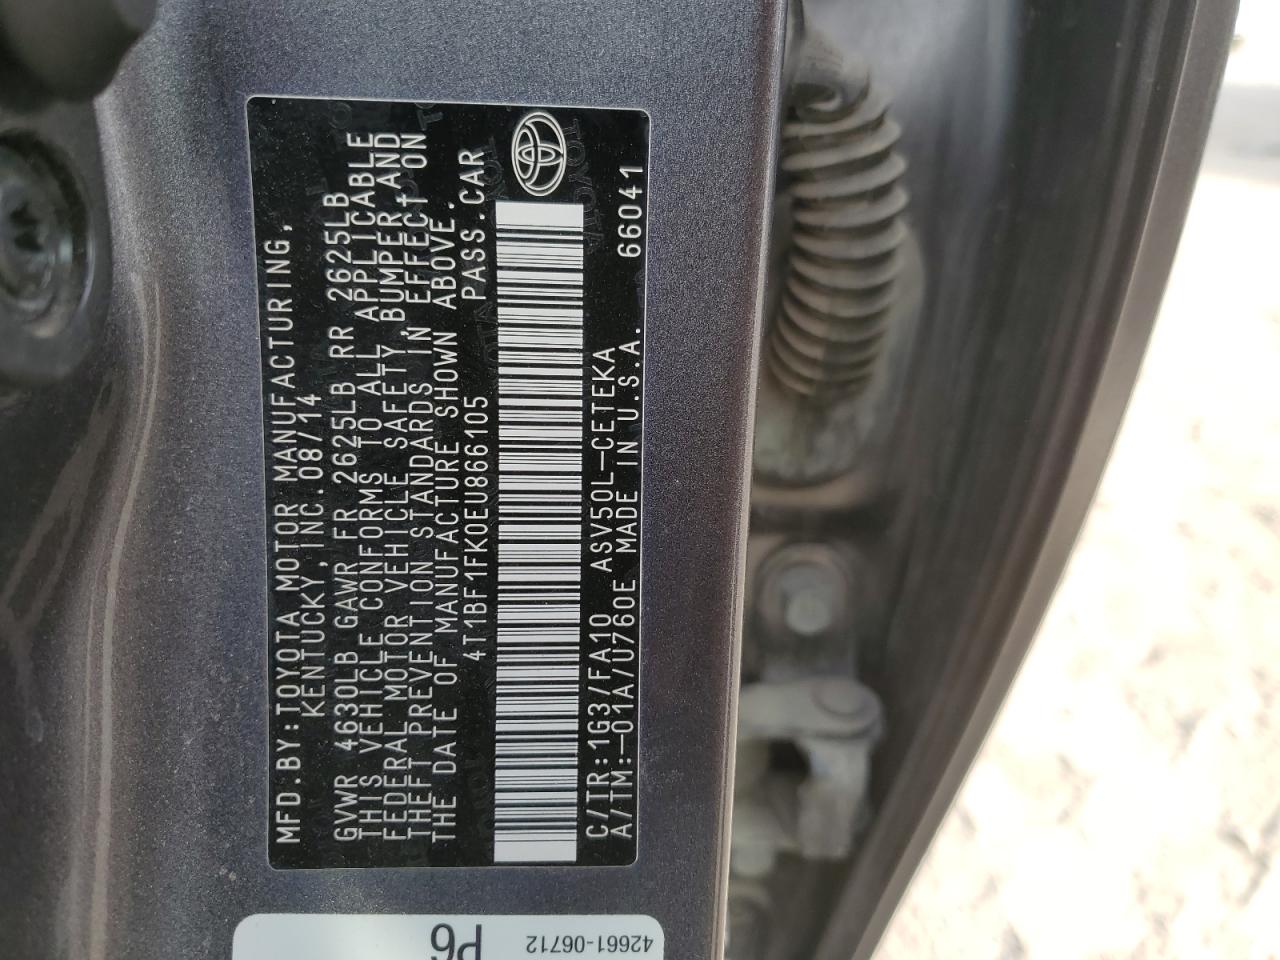 MFD.BY:TOYOTA MOTOR MANUFACTURING,
KENTUCKY,INC.08/14
GVWR 4630LB GAWR FR 2625LB RR 2625LB
THIS VEHICLE CONFORMS TO ALL APPLICABLE
FEDERAL MOTOR VEHICLE SAFETY,BUMPER,AND
THEFT PREVENTION STANDARDS IN EFFECT ON
THE DATE OF MANUFACTURE SHOWN ABOVE.
4T1BF1FK0EU866105 PASS.CAR
C/TR:1G3/FA10 ASV50L-CETEKA
A/TM:-01A/U760E MADE IN U.S.A. 66041
P6
42661-06712